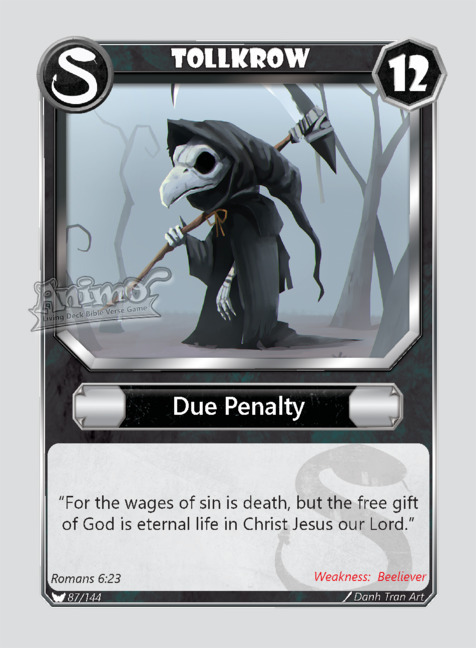 S
TOLLKROW
12
Animo
Living Deck Bible Verse Game
Due Penalty
“For the wages of sin is death, but the free gift
of God is eternal life in Christ Jesus our Lord.”
Romans 6:23
Weakness: Beeliever
87/144
Danh Tran Art